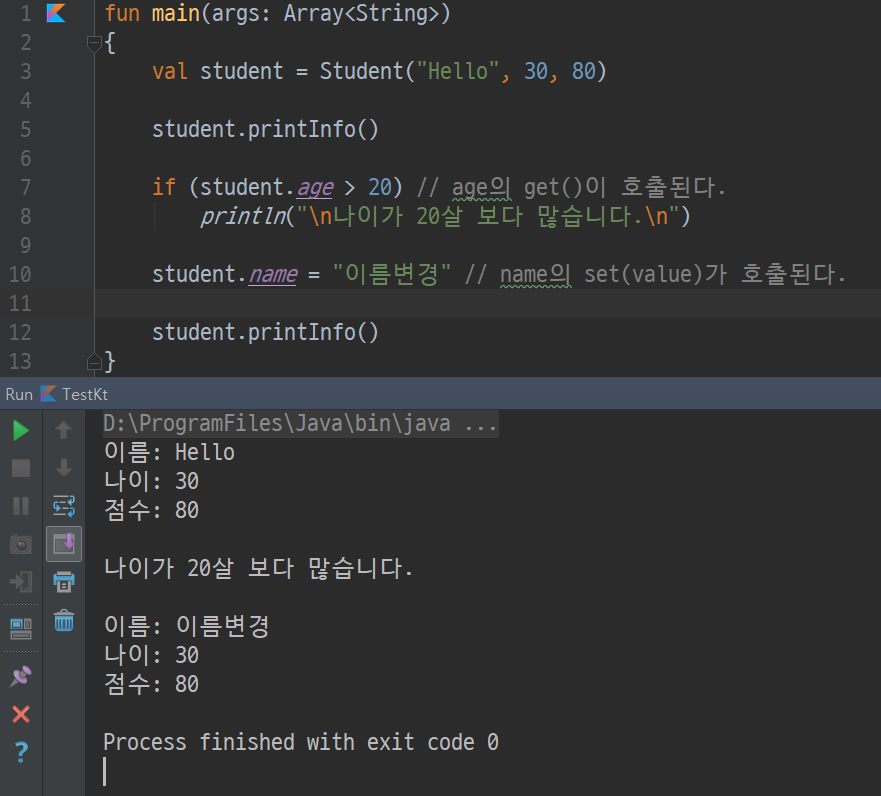 1 fun main(args: Array<String>)
2 {
3 val student = Student("Hello", 30, 80)
4
5 student.printInfo()
6
7 if (student.age > 20) // age의 get()이 호출된다.
8 println("\n나이가 20살 보다 많습니다.\n")
9
10 student.name = "이름변경" // name의 set(value)가 호출된다.
11
12 student.printInfo()
13 }
Run TestKt
D:\ProgramFiles\Java\bin\java ...
이름: Hello
나이: 30
점수: 80
나이가 20살 보다 많습니다.
이름: 이름변경
나이: 30
점수: 80
Process finished with exit code 0